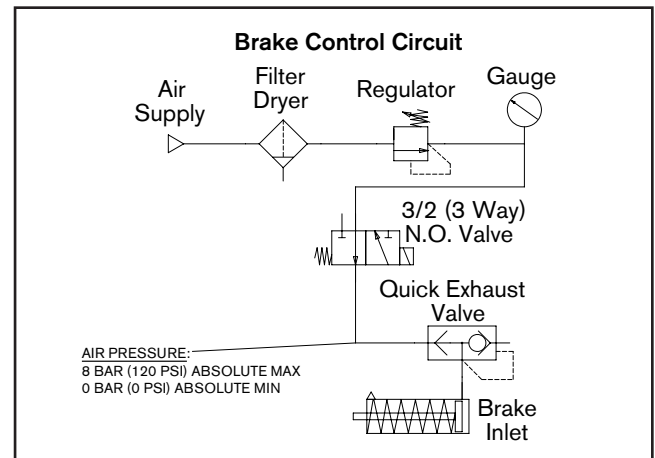 Brake Control Circuit
Air
Supply
Filter
Dryer
Regulator
Gauge
3/2 (3 Way)
N.O. Valve
Quick Exhaust
Valve
AIR PRESSURE:
8 BAR (120 PSI) ABSOLUTE MAX
0 BAR (0 PSI) ABSOLUTE MIN
Brake
Inlet